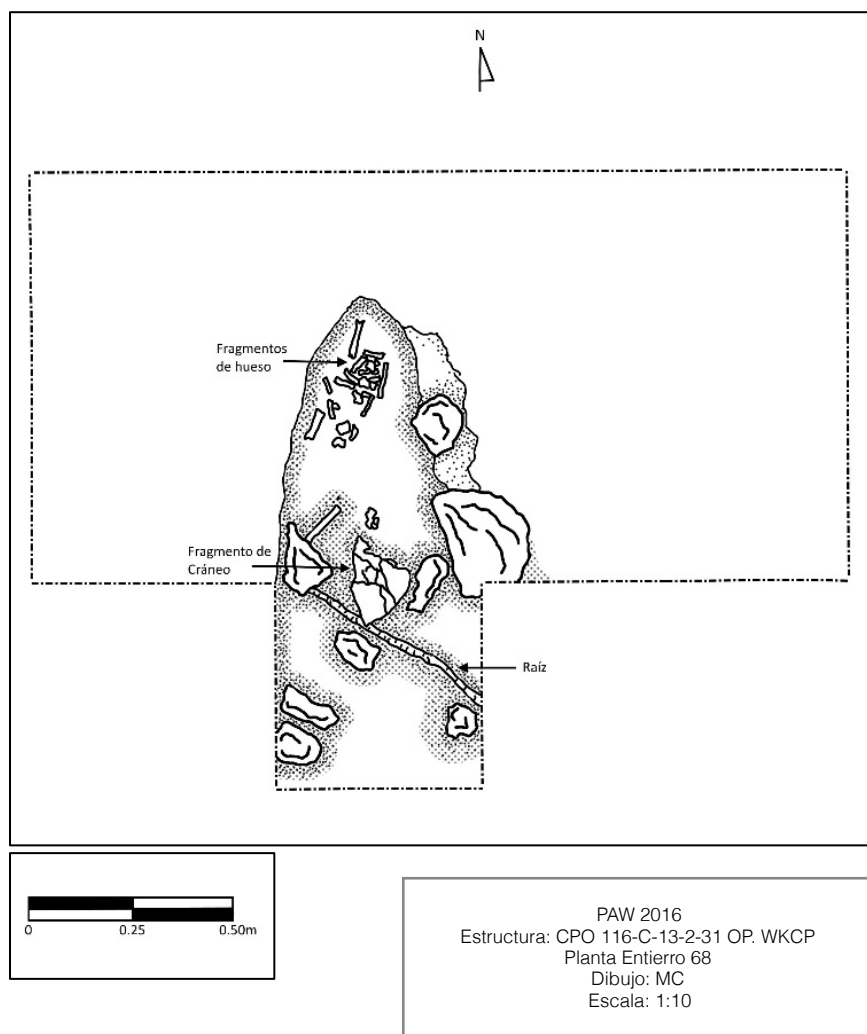 N
Fragmentos
de hueso
Fragmento de
Cráneo
Raíz
0 0.25 0.50m
PAW 2016
Estructura: CPO 116-C-13-2-31 OP. WKCP
Planta Entierro 68
Dibujo: MC
Escala: 1:10